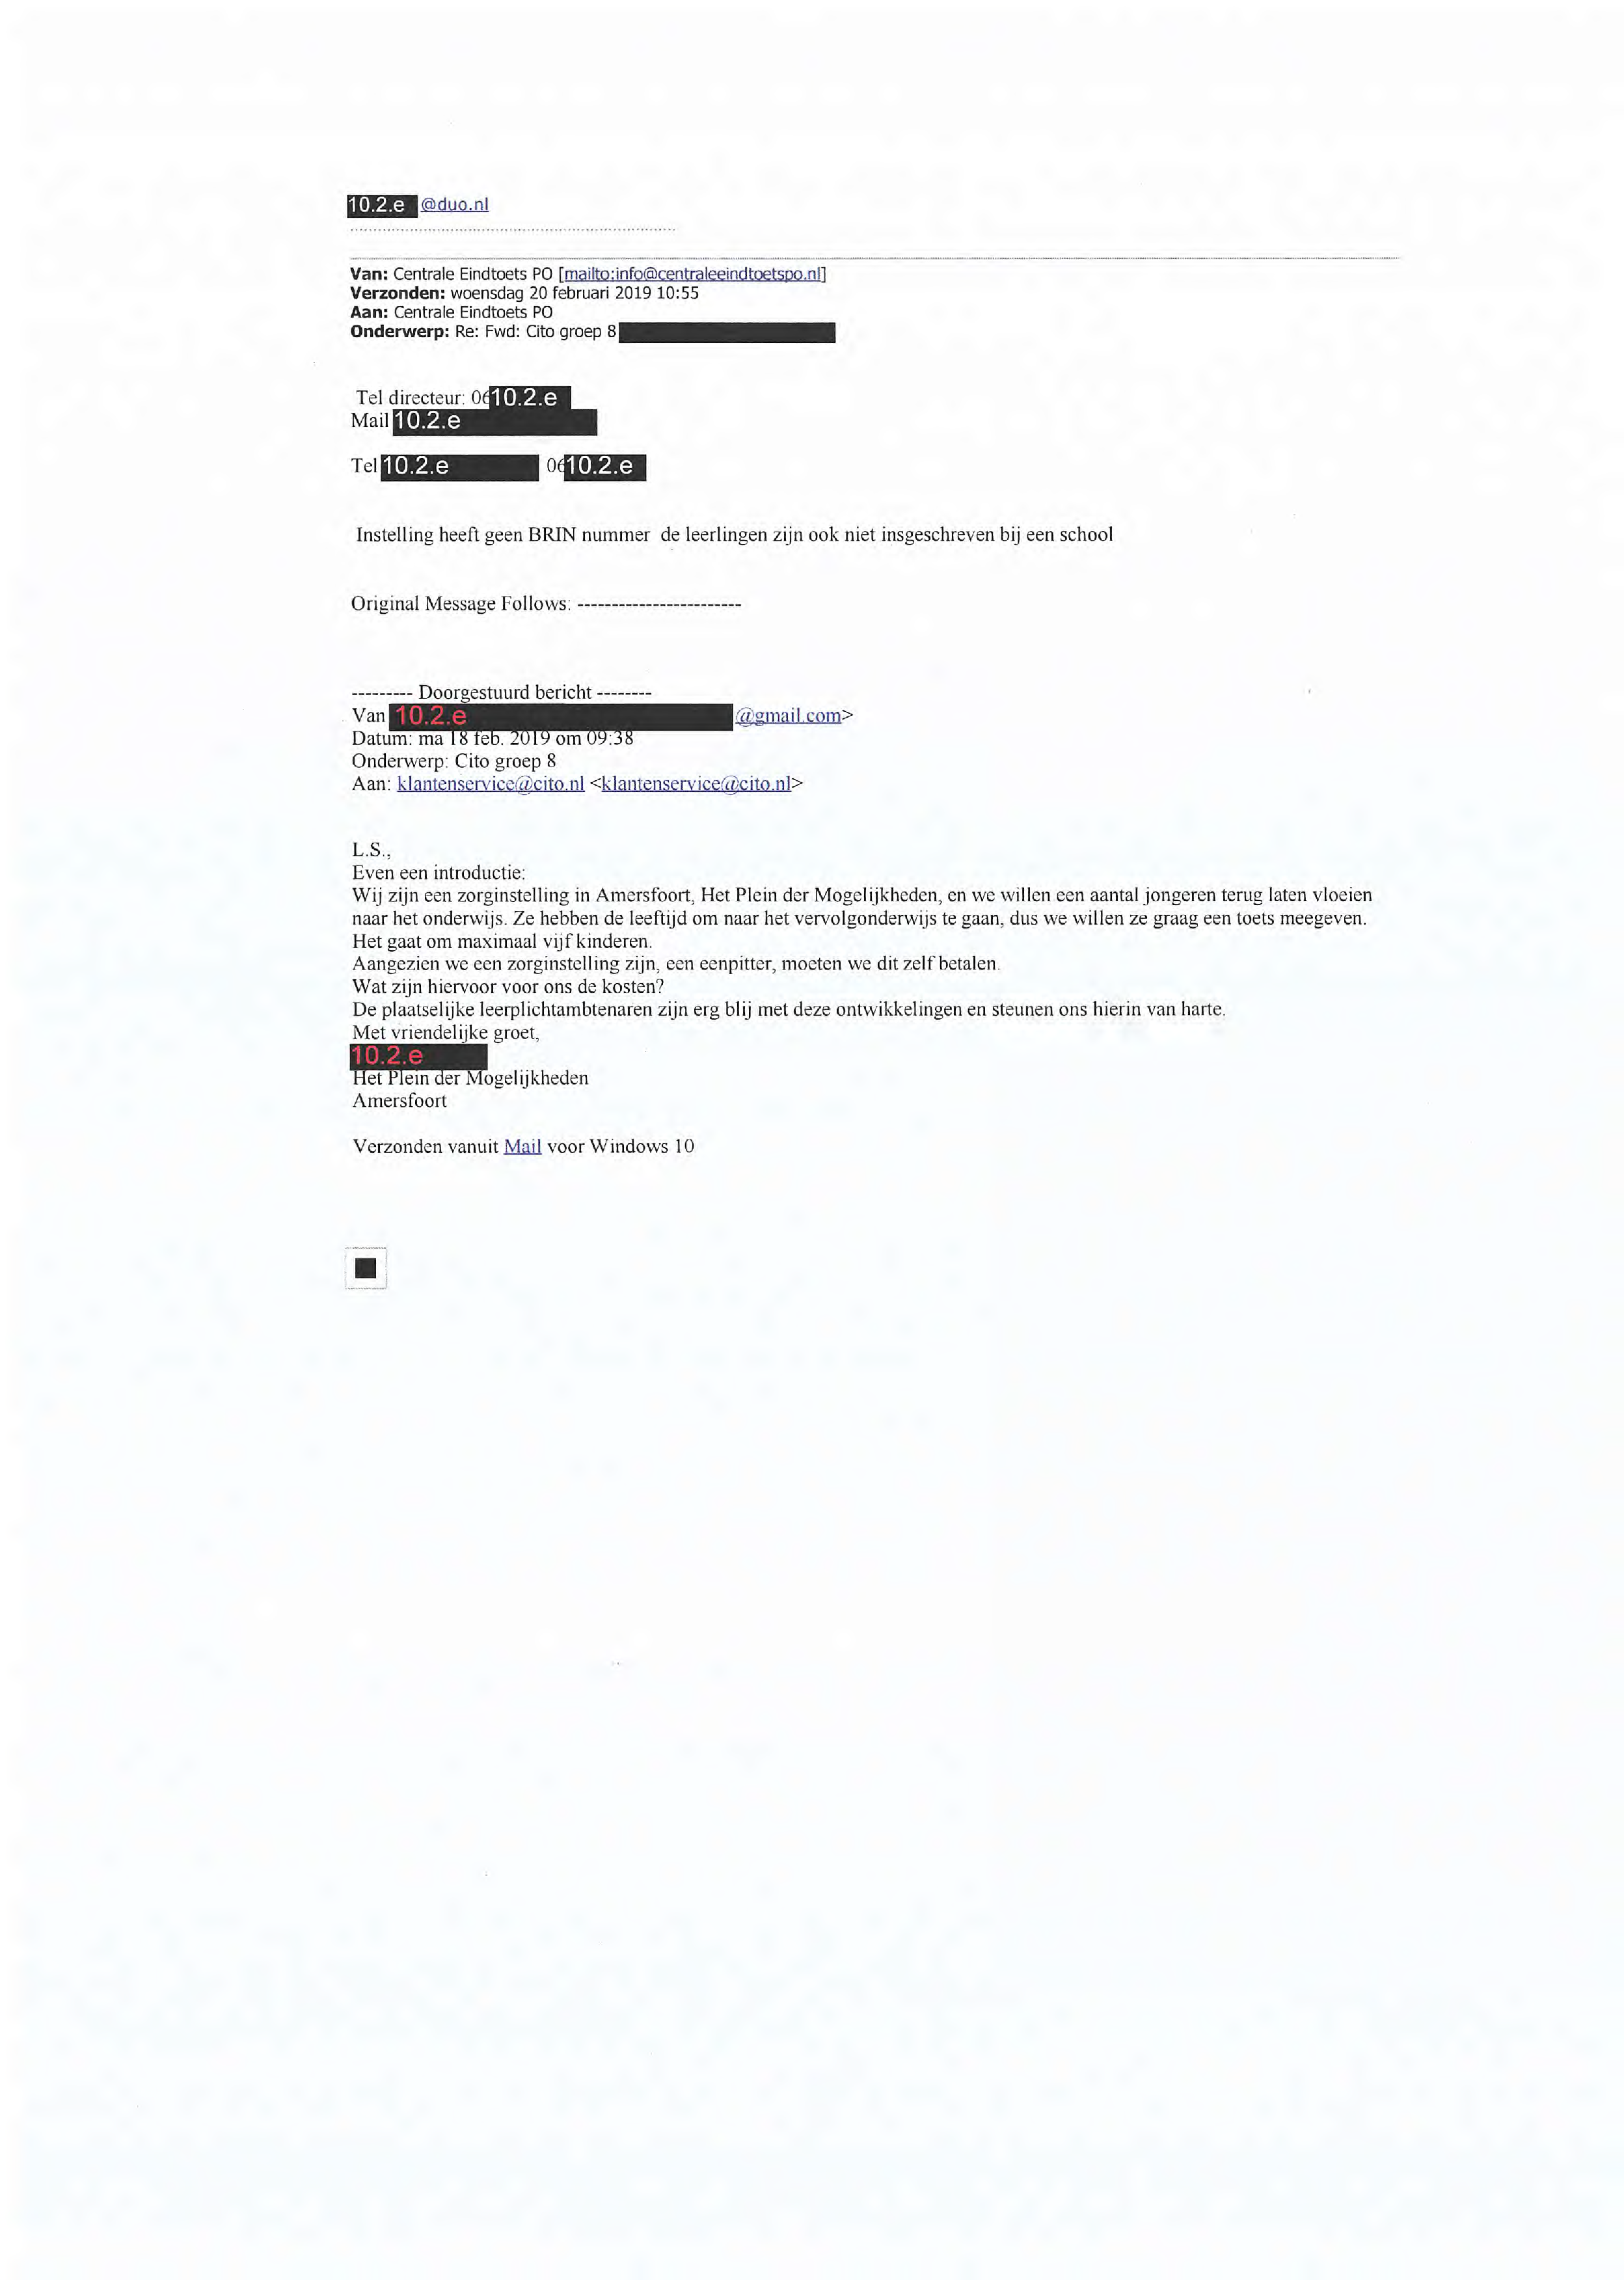 10.2.e @duo.nl
Van: Centrale Eindtoets PO [mailto:info@centraleeindtoetspo.nl]
Verzonden: woensdag 20 februari 2019 10:55
Aan: Centrale Eindtoets PO
Onderwerp: Re: Fwd: Cito groep 8
Tel directeur: 06 10.2.e
Mail 10.2.e
Tel 10.2.e 06 10.2.e
Instelling heeft geen BRIN nummer de leerlingen zijn ook niet insgeschreven bij een school
Original Message Follows: ------------------------
--------- Doorgestuurd bericht --------
Van 10.2.e @gmail.com>
Datum: ma 18 feb. 2019 om 09:38
Onderwerp: Cito groep 8
Aan: klantenservice@cito.nl <klantenservice@cito.nl>
L.S.,
Even een introductie:
Wij zijn een zorginstelling in Amersfoort, Het Plein der Mogelijkheden, en we willen een aantal jongeren terug laten vloeien
naar het onderwijs. Ze hebben de leeftijd om naar het vervolgonderwijs te gaan, dus we willen ze graag een toets meegeven.
Het gaat om maximaal vijf kinderen.
Aangezien we een zorginstelling zijn, een eenpitter, moeten we dit zelf betalen.
Wat zijn hiervoor voor ons de kosten?
De plaatselijke leerplichtambtenaren zijn erg blij met deze ontwikkelingen en steunen ons hierin van harte.
Met vriendelijke groet,
10.2.e
Het Plein der Mogelijkheden
Amersfoort
Verzonden vanuit Mail voor Windows 10